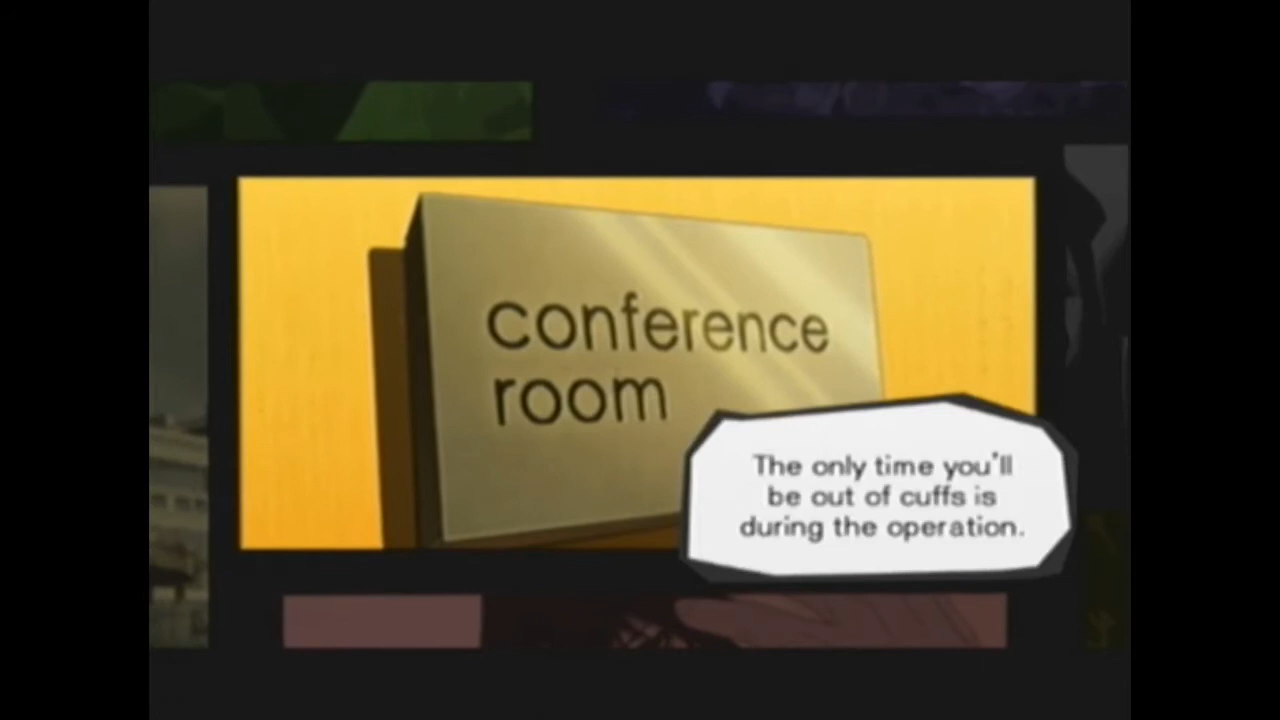 conference
room
The only time you'll
be out of cuffs is
during the operation.